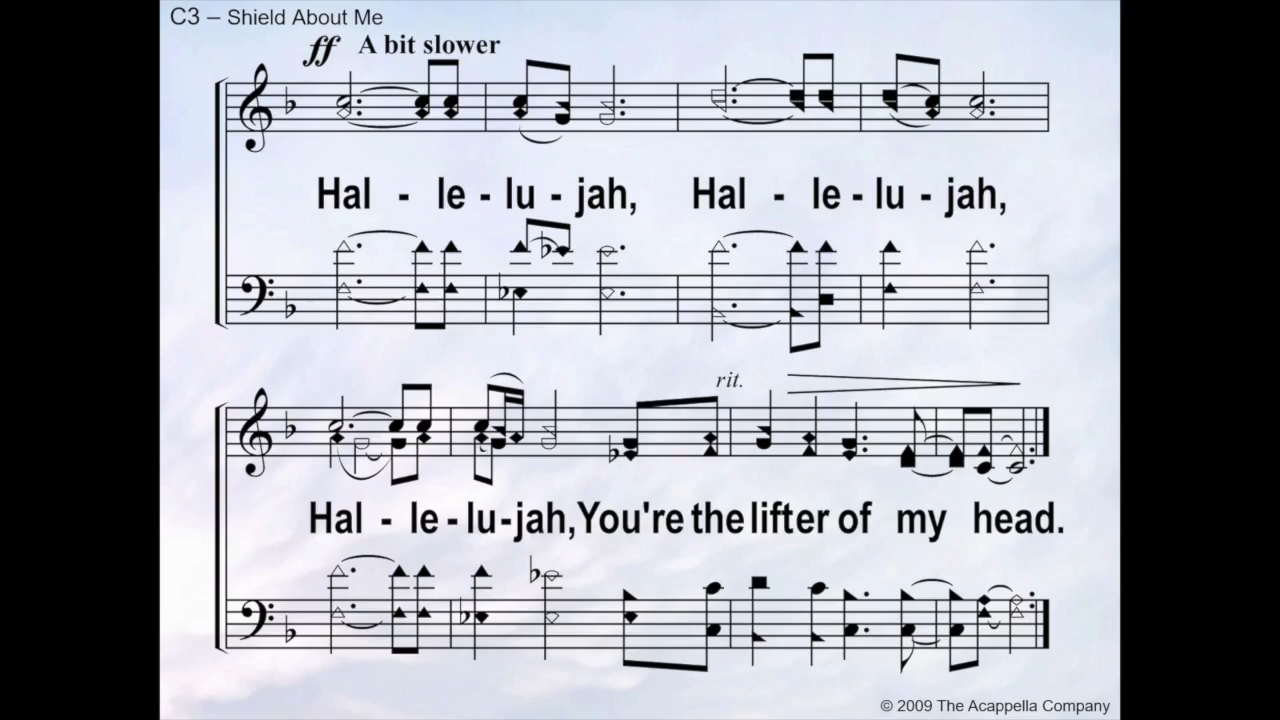 C3 – Shield About Me
ff A bit slower
Hal - le - lu - jah, Hal - le - lu - jah,
rit.
Hal - le - lu - jah, You're the lifter of my head.
© 2009 The Acappella Company